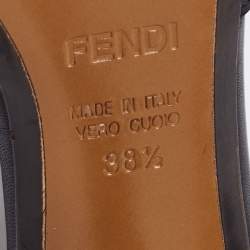 FENDI
MADE IN ITALY
VERO CUOIO
38½